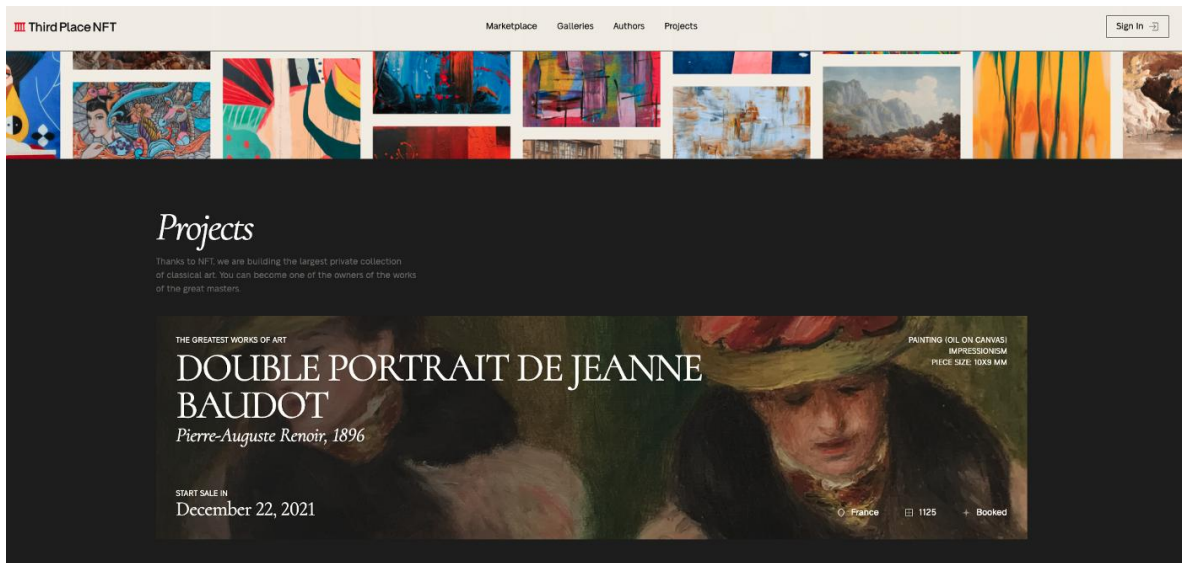 Third Place NFT
Marketplace Galleries Authors Projects
Sign In
Projects
Thanks to NFT, we are building the largest private collection
of classical art. You can become one of the owners of the works
of the great masters.
THE GREATEST WORKS OF ART
DOUBLE PORTRAIT DE JEANNE
BAUDOT
Pierre-Auguste Renoir, 1896
PAINTING (OIL ON CANVAS)
IMPRESSIONISM
PIECE SIZE: 10X9 MM
START SALE IN
December 22, 2021
France 1125 Booked